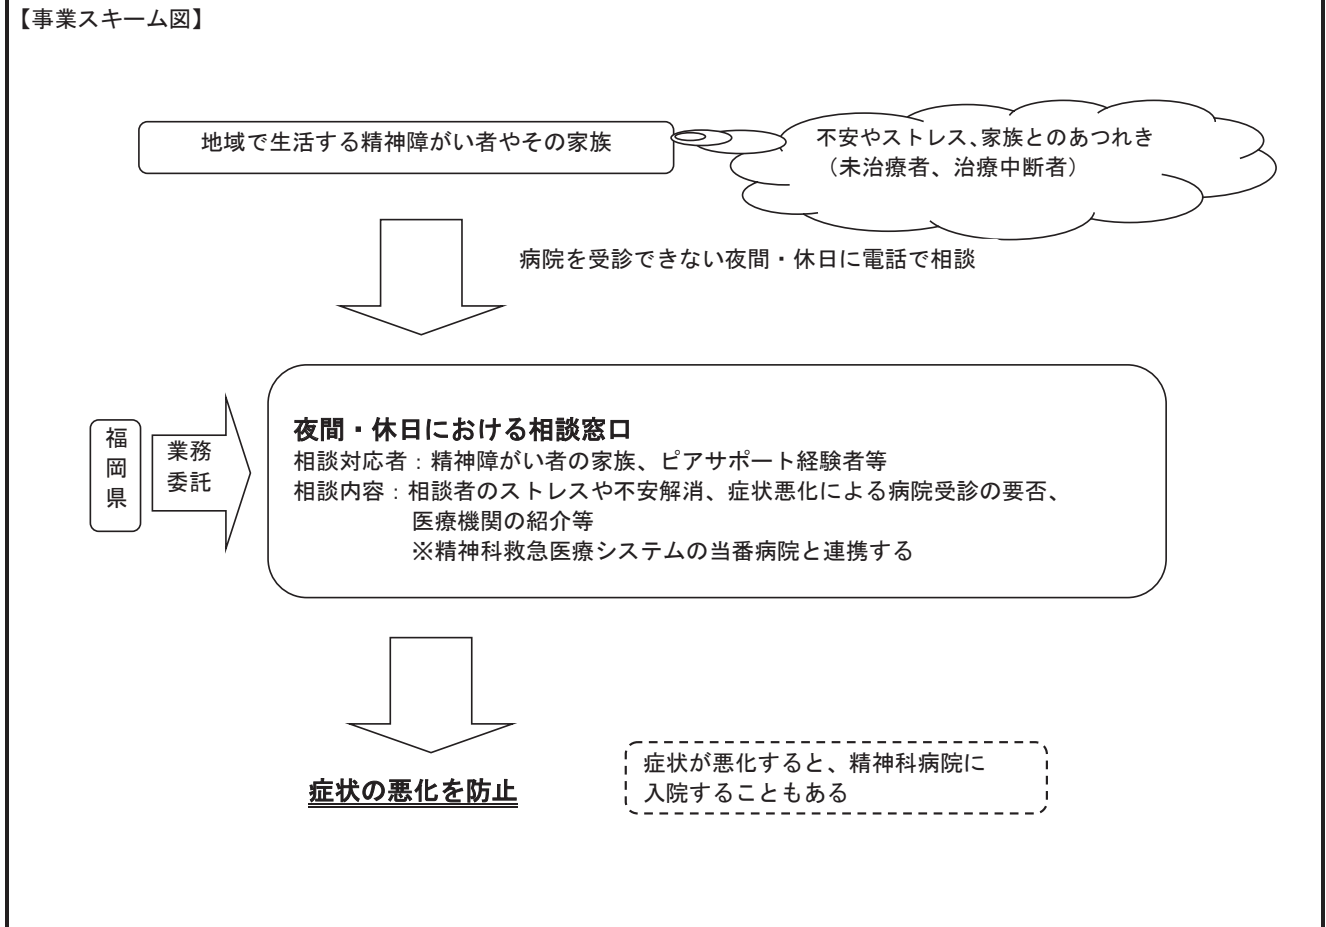 【事業スキーム図】
地域で生活する精神障がい者やその家族
不安やストレス、家族とのあつれき
（未治療者、治療中断者）
病院を受診できない夜間・休日に電話で相談
福岡県
業務
委託
夜間・休日における相談窓口
相談対応者：精神障がい者の家族、ピアサポート経験者等
相談内容：相談者のストレスや不安解消、症状悪化による病院受診の要否、
医療機関の紹介等
※精神科救急医療システムの当番病院と連携する
症状の悪化を防止
症状が悪化すると、精神科病院に
入院することもある